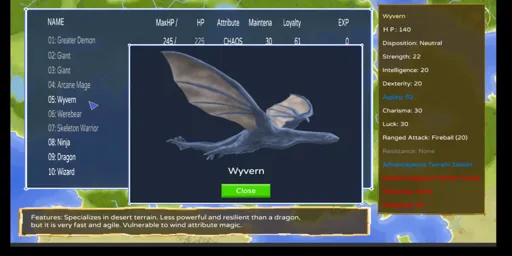 NAME MaxHP / HP Attribute Maintena Loyalty EXP
01: Greater Demon 245 / 225 CHAOS 30 61 0
02: Giant
03: Giant
04: Arcane Mage
05: Wyvern
06: Werebear
07: Skeleton Warrior
08: Ninja
09: Dragon
10: Wizard
Wyvern
Close
Wyvern
H P : 140
Disposition: Neutral
Strength: 22
Intelligence: 20
Dexterity: 20
Charisma: 30
Luck: 30
Ranged Attack: Fireball (20)
Resistance: None
Features: Specializes in desert terrain. Less powerful and resilient than a dragon,
but it is very fast and agile. Vulnerable to wind attribute magic.